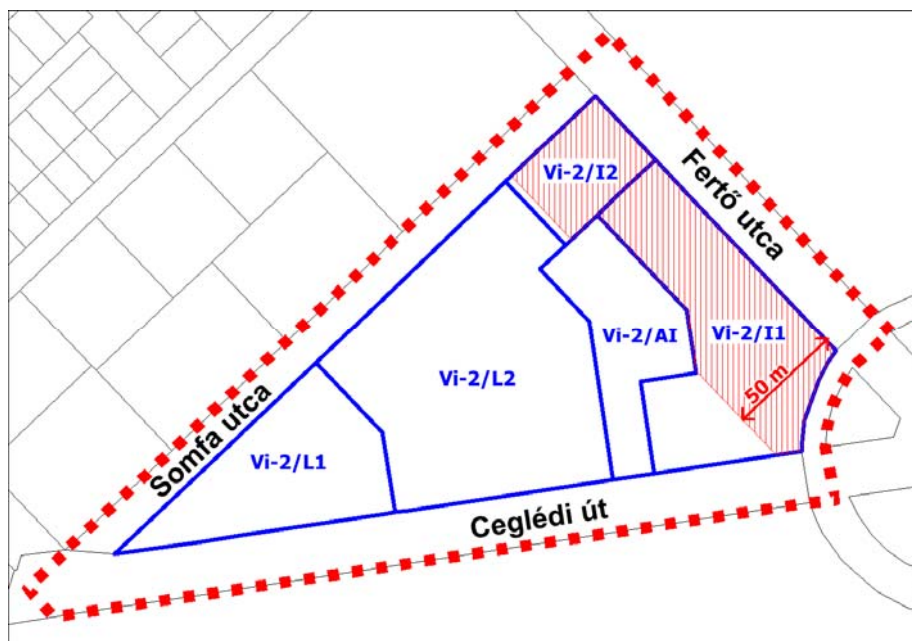 Vi-2/I2
Fertő utca
Vi-2/AI
Vi-2/I1
50 m
Vi-2/L2
Somfa utca
Vi-2/L1
Ceglédi út